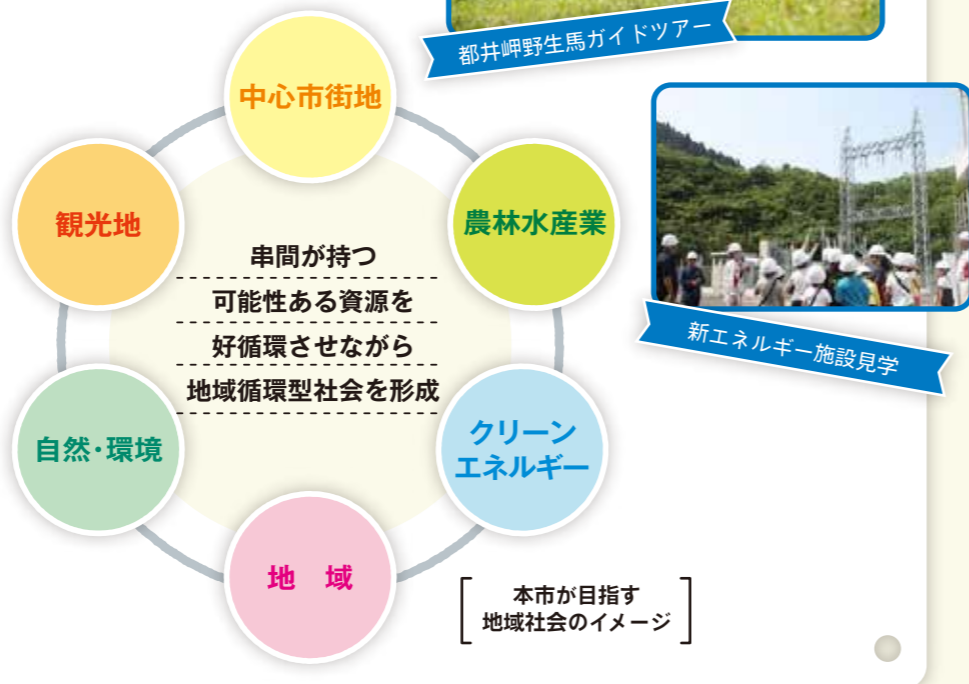 都井岬野生馬ガイドツアー
中心市街地
観光地
農林水産業
串間が持つ
可能性ある資源を
好循環させながら
地域循環型社会を形成
新エネルギー施設見学
自然・環境
クリーン
エネルギー
地　域
本市が目指す
地域社会のイメージ